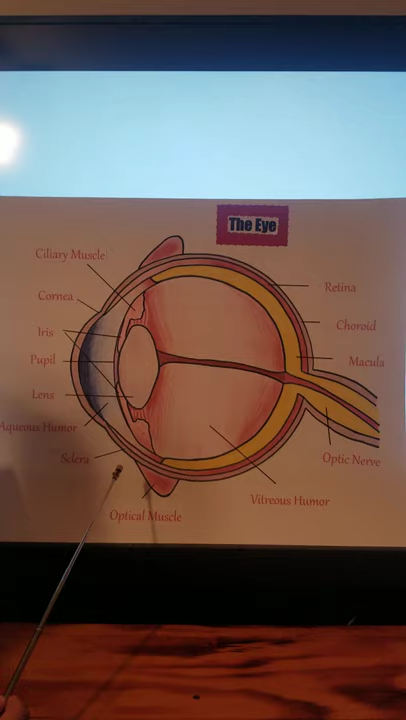 The Eye
Ciliary Muscle
Cornea
Iris
Pupil
Lens
Aqueous Humor
Sclera
Optical Muscle
Retina
Choroid
Macula
Optic Nerve
Vitreous Humor